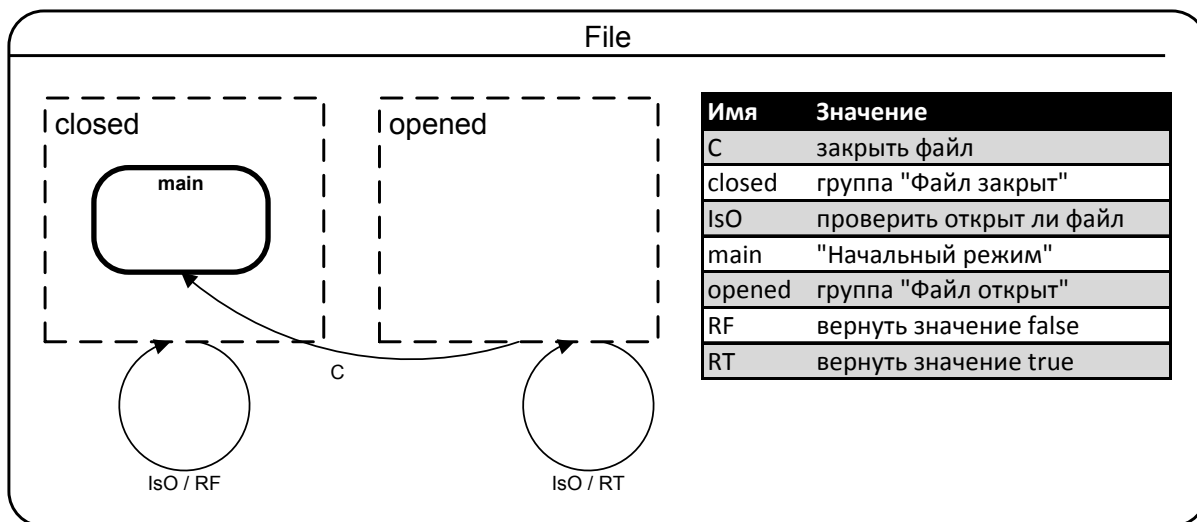 File
closed
main
opened
C
IsO / RF
IsO / RT
Имя Значение
C закрыть файл
closed группа "Файл закрыт"
IsO проверить открыт ли файл
main "Начальный режим"
opened группа "Файл открыт"
RF вернуть значение false
RT вернуть значение true